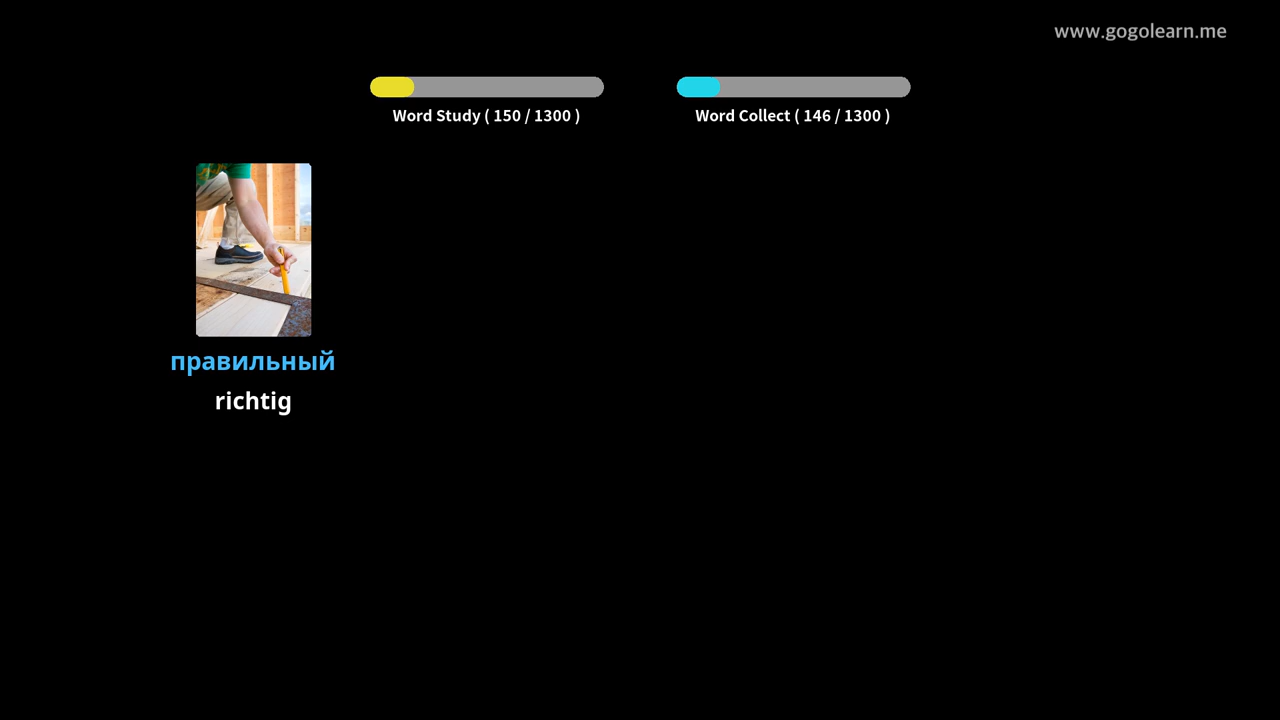 www.gogolearn.me
Word Study ( 150 / 1300 )
Word Collect ( 146 / 1300 )
правильный
richtig